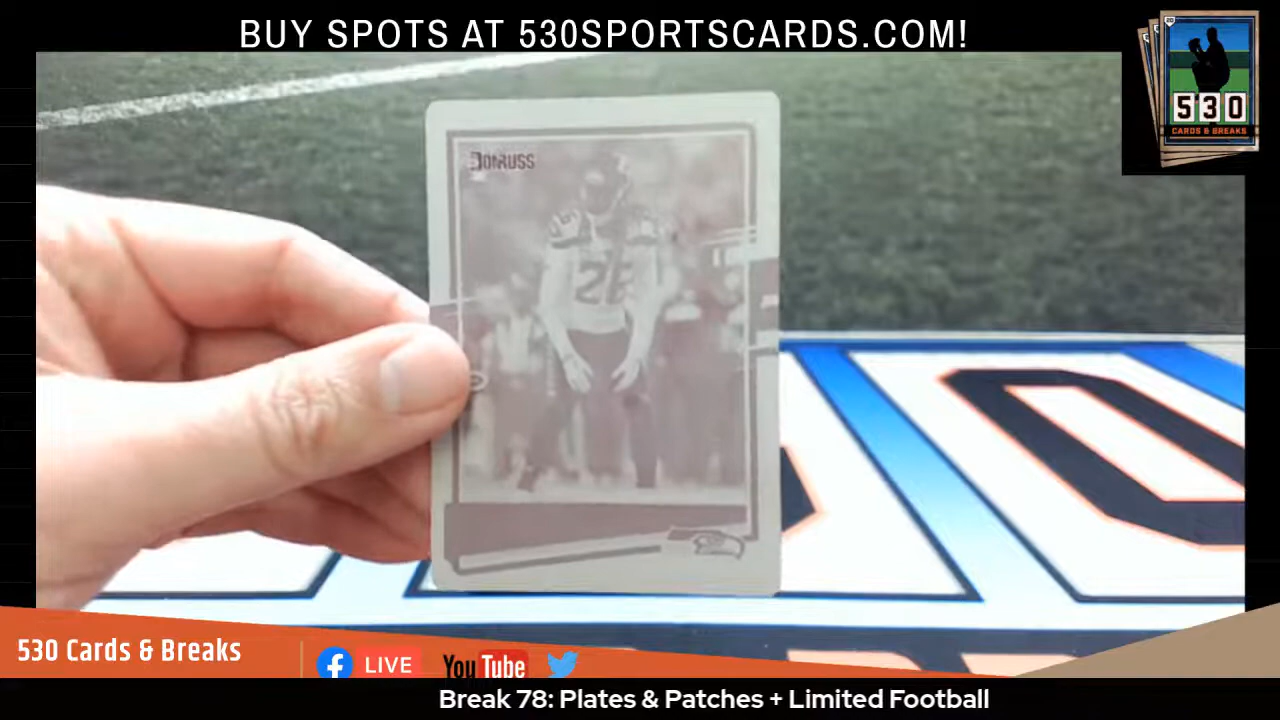 BUY SPOTS AT 530SPORTSCARDS.COM!
530
CARDS & BREAKS
DONRUSS
530 Cards & Breaks
LIVE
YouTube
Break 78: Plates & Patches + Limited Football